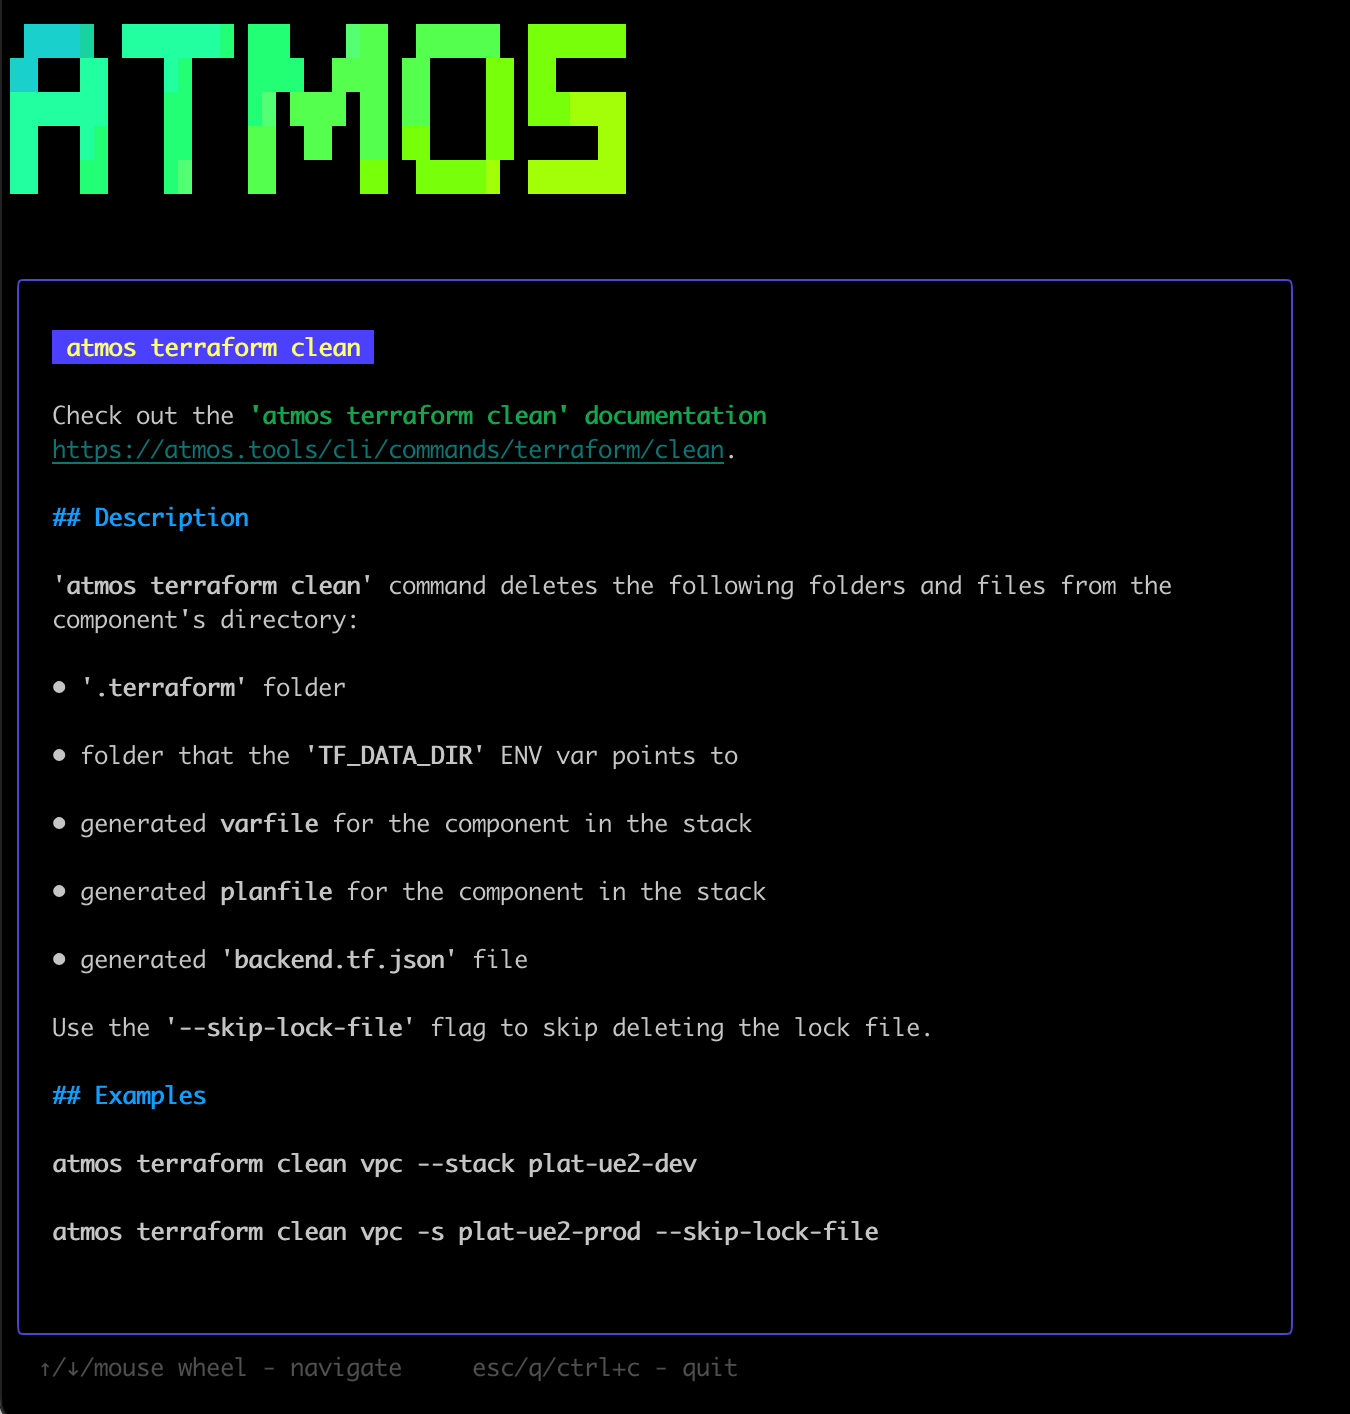 ATMOS
atmos terraform clean
Check out the 'atmos terraform clean' documentation
https://atmos.tools/cli/commands/terraform/clean.
## Description
'atmos terraform clean' command deletes the following folders and files from the
component's directory:
• '.terraform' folder
• folder that the 'TF_DATA_DIR' ENV var points to
• generated varfile for the component in the stack
• generated planfile for the component in the stack
• generated 'backend.tf.json' file
Use the '--skip-lock-file' flag to skip deleting the lock file.
## Examples
atmos terraform clean vpc --stack plat-ue2-dev
atmos terraform clean vpc -s plat-ue2-prod --skip-lock-file
↑/↓/mouse wheel - navigate     esc/q/ctrl+c - quit